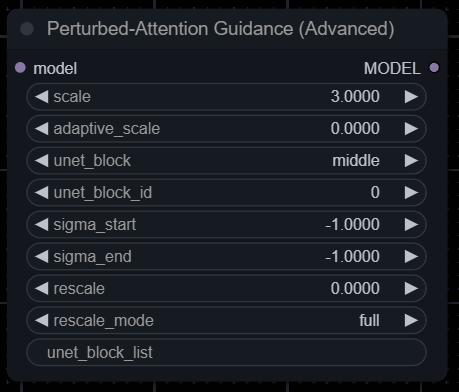 Perturbed-Attention Guidance (Advanced)
model MODEL
scale 3.0000
adaptive_scale 0.0000
unet_block middle
unet_block_id 0
sigma_start -1.0000
sigma_end -1.0000
rescale 0.0000
rescale_mode full
unet_block_list